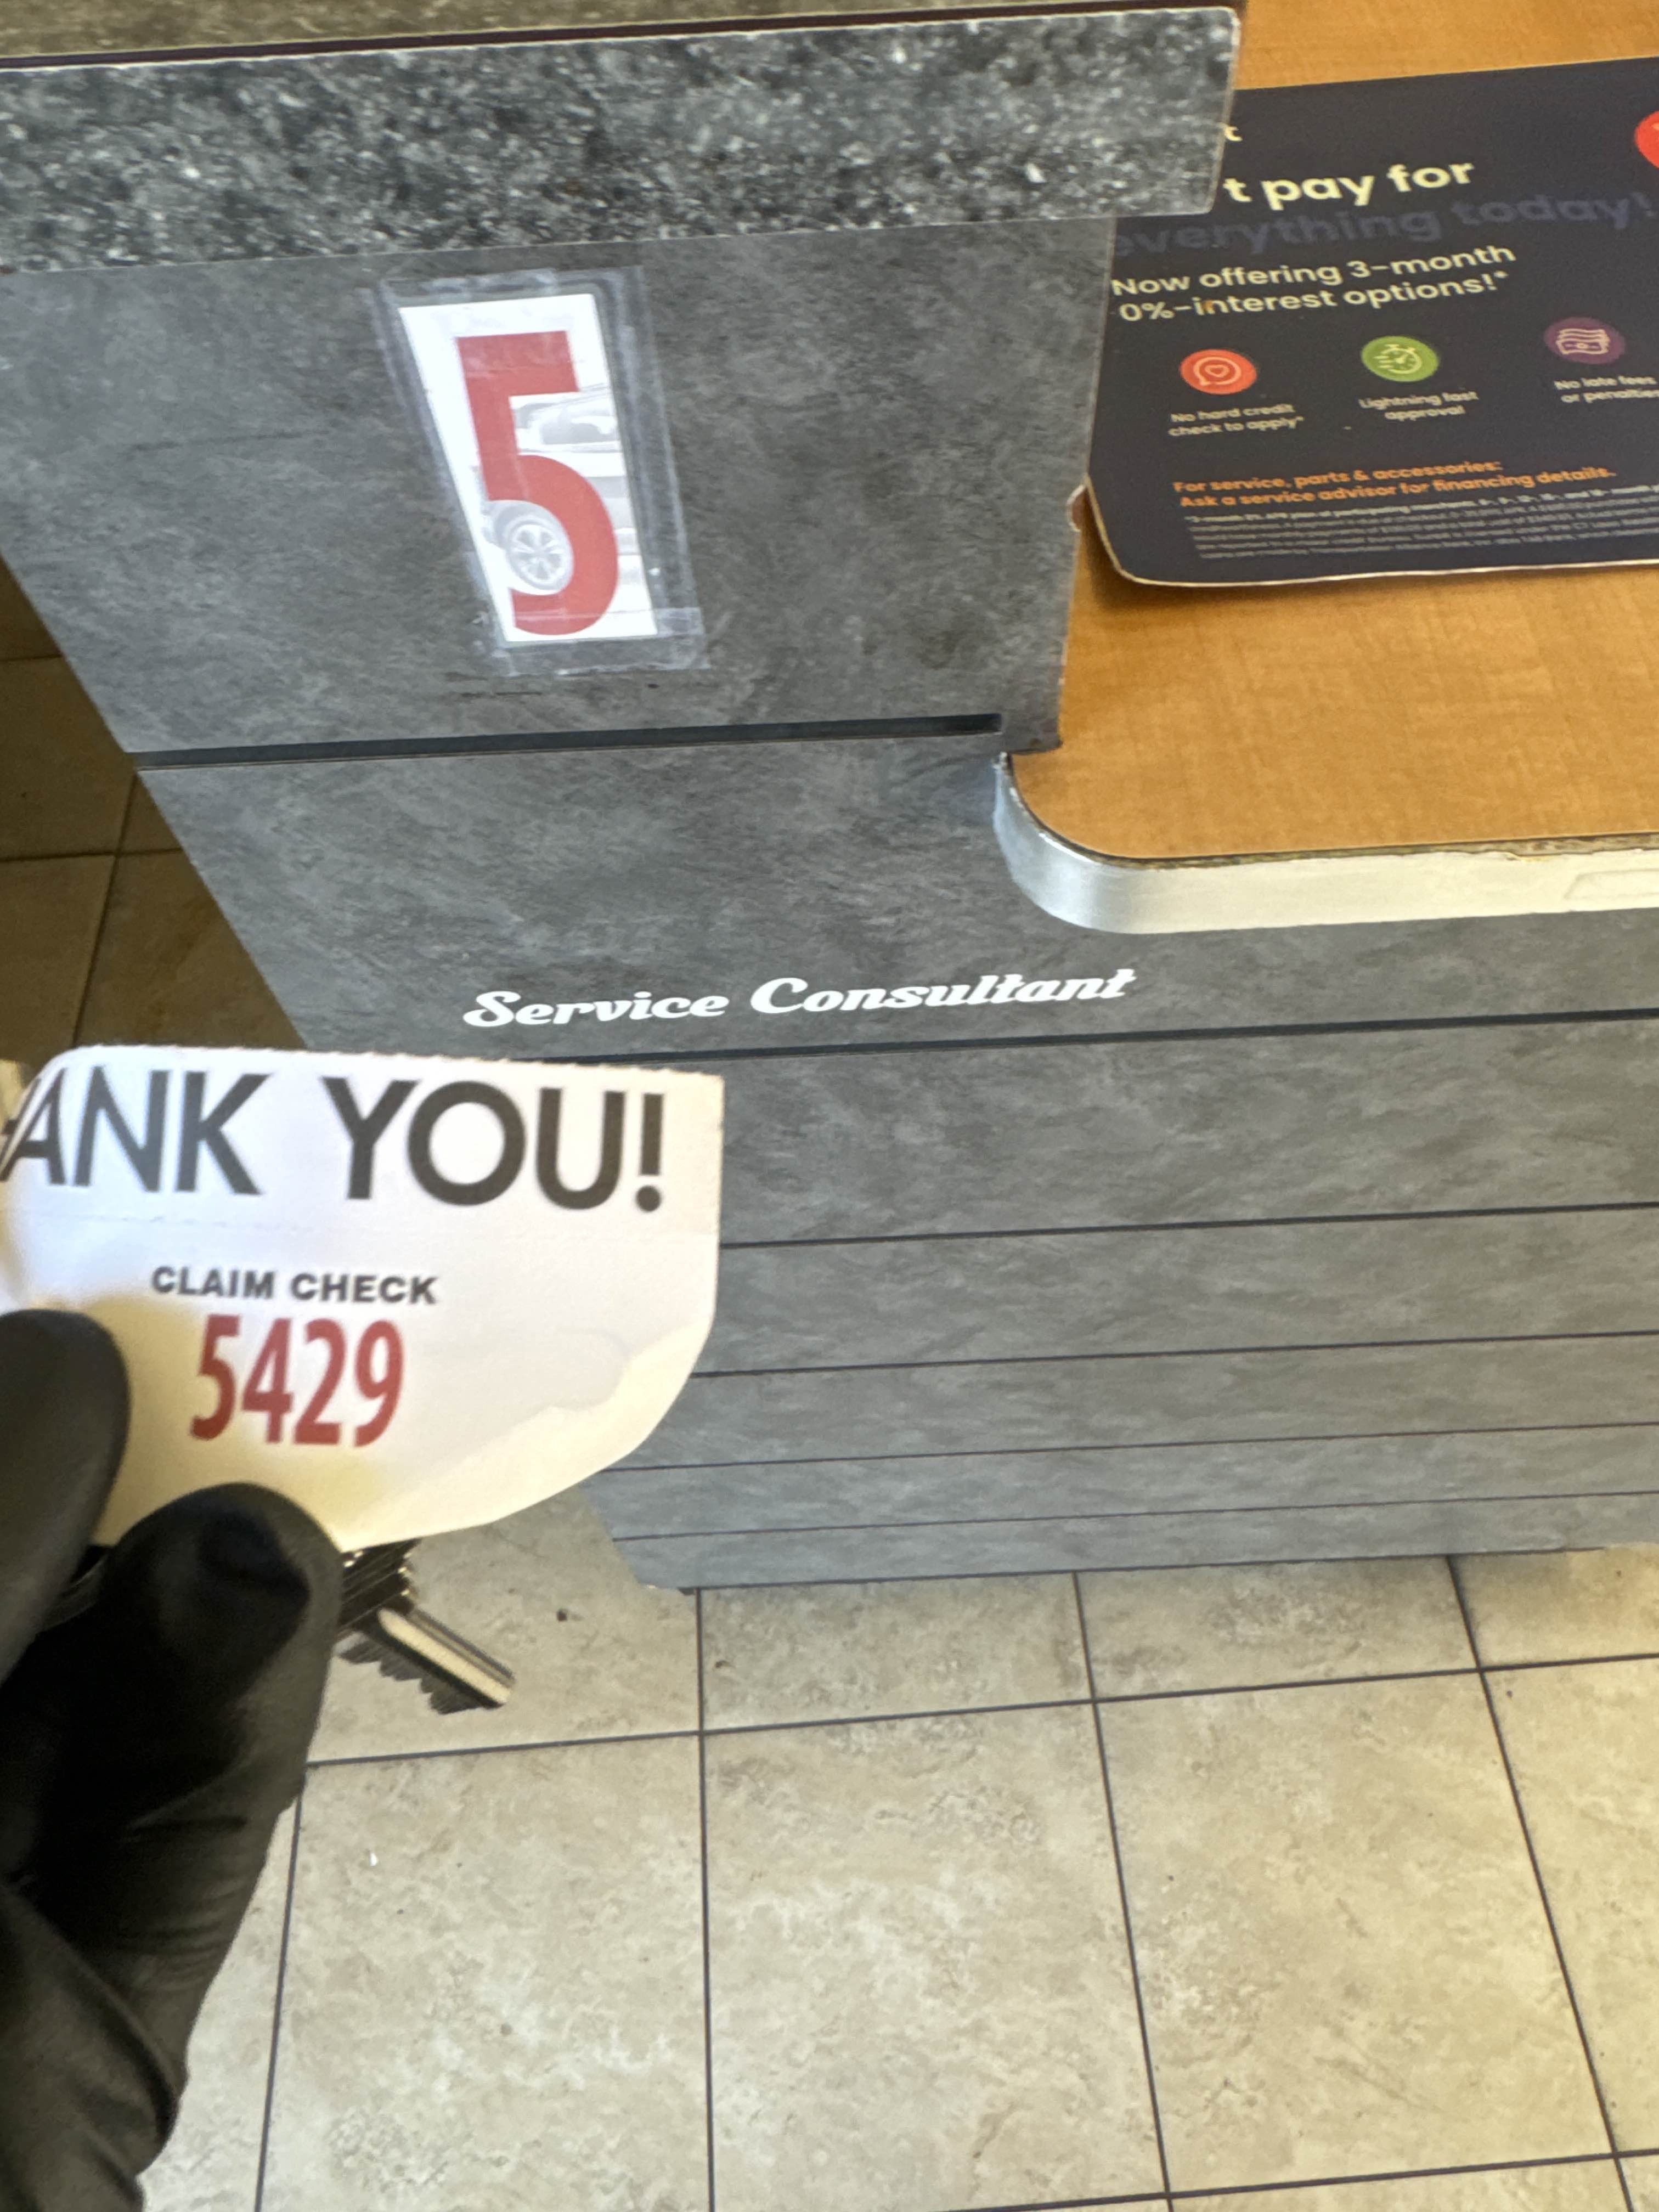 t
t pay for
everything today!
Now offering 3-month
0%-interest options!*
No hard credit
check to apply*
Lightning fast
approval
No late fees
or penalties
For service, parts & accessories:
Ask a service advisor for financing details.
5
Service Consultant
ANK YOU!
CLAIM CHECK
5429